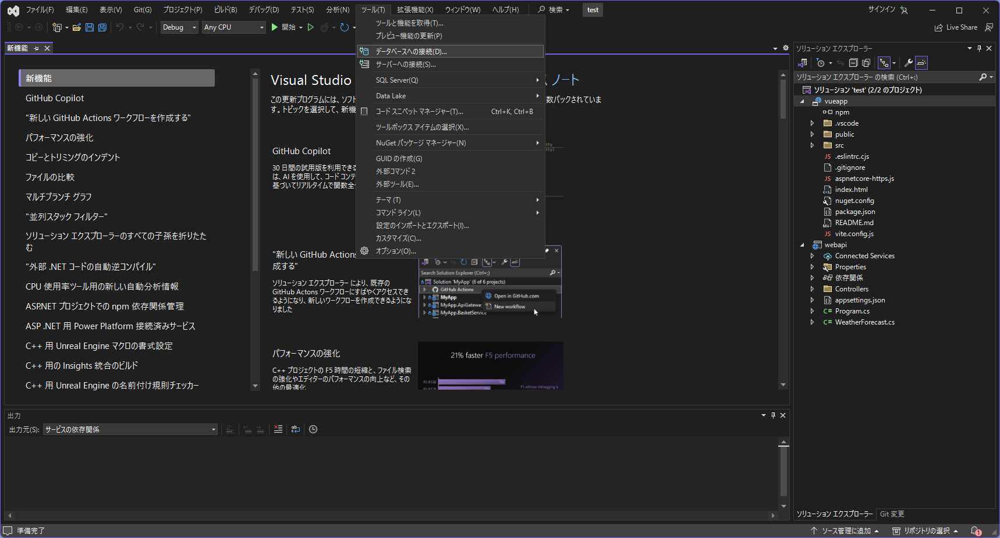 ファイル(F) 編集(E) 表示(V) Git(G) プロジェクト(P) ビルド(B) デバッグ(D) テスト(S) 分析(N) ツール(T) 拡張機能(X) ウィンドウ(W) ヘルプ(H) 検索 test サインイン
Debug Any CPU 開始 Live Share
新機能
新機能
GitHub Copilot
"新しい GitHub Actions ワークフローを作成する"
パフォーマンスの強化
コピーとトリミングのインデント
ファイルの比較
マルチブランチ グラフ
"並列スタック フィルター"
ソリューション エクスプローラーのすべての子孫を折りたた
む
"外部 .NET コードの自動逆コンパイル"
CPU 使用率ツール用の新しい自動分析情報
ASP.NET プロジェクトでの npm 依存関係管理
ASP .NET 用 Power Platform 接続済みサービス
C++ 用 Unreal Engine マクロの書式設定
C++ 用の Insights 統合のビルド
C++ 用 Unreal Engine の名前付け規則チェッカー
Visual Studio ノート
この更新プログラムには、ソフト 数パックされていま
す。トピックを選択して、新機
GitHub Copilot
30 日間の試用版を利用できる
は、AI を使用して、コード コンテ
基づいてリアルタイムで関数全
"新しい GitHub Actions
成する"
ソリューション エクスプローラー により、既存の
GitHub Actons ワークフローにすばやくアクセスでき
るようになり、新しいワークフローを作成できるようにな
りました
Search Solution Explorer (Ctrl+;)
Solution 'MyApp' (6 of 6 projects)
GitHub Actions
MyApp
MyApp.ApiGateway
MyApp.BasketService
Open in GitHub.com
New workflow
パフォーマンスの強化
C++ プロジェクトの F5 時間の短縮と、ファイル検索
の強化やエディターのパフォーマンスの向上など、その
他の最適化
21% faster F5 performance
F5 (17.6)
F5 (17.7)
F5 without debugging is
ツールと機能を取得(T)...
プレビュー機能の更新(P)
データベースへの接続(D)...
サーバーへの接続(S)...
SQL Server(Q)
Data Lake
コード スニペット マネージャー(T)... Ctrl+K, Ctrl+B
ツールボックス アイテムの選択(X)...
NuGet パッケージ マネージャー(N)
GUID の作成(G)
外部コマンド 2
外部ツール(E)...
テーマ (T)
コマンド ライン(L)
設定のインポートとエクスポート(I)...
カスタマイズ(C)...
オプション(O)...
出力
出力元(S): サービスの依存関係
ソリューション エクスプローラー
ソリューション エクスプローラー の検索 (Ctrl+:)
ソリューション 'test' (2/2 のプロジェクト)
vueapp
npm
.vscode
public
src
.eslintrc.cjs
.gitignore
aspnetcore-https.js
index.html
nuget.config
package.json
README.md
vite.config.js
webapi
Connected Services
Properties
依存関係
Controllers
appsettings.json
Program.cs
WeatherForecast.cs
ソリューション エクスプローラー Git 変更
準備完了 ソース管理に追加 リポジトリの選択 1